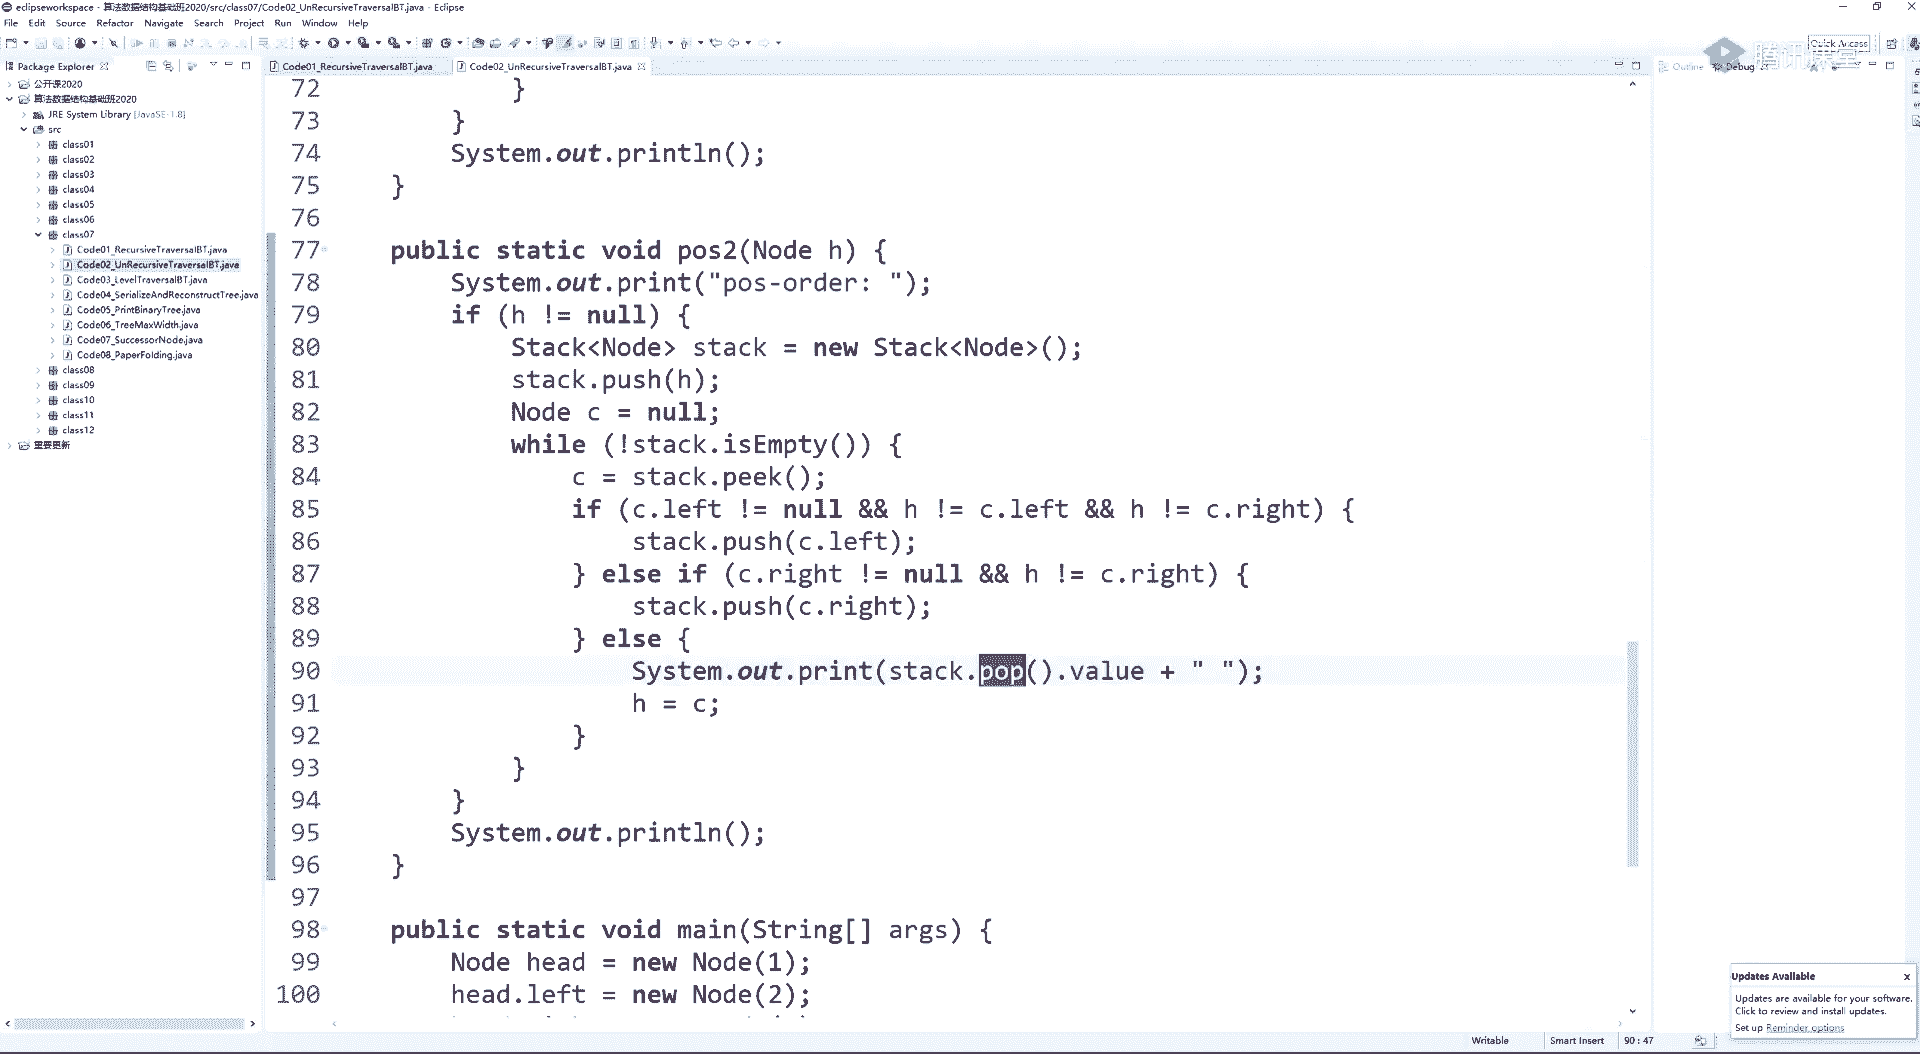 eclipseworkspace - 算法数据结构基础班2020/src/class07/Code02_UnRecursiveTraversalBT.java - Eclipse
File Edit Source Refactor Navigate Search Project Run Window Help
Quick Access
腾讯课堂
Package Explorer
Code01_RecursiveTraversalBT.java
Code02_UnRecursiveTraversalBT.java
Outline
Debug
公开课2020
算法数据结构基础班2020
JRE System Library [JavaSE-1.8]
src
class01
class02
class03
class04
class05
class06
class07
Code01_RecursiveTraversalBT.java
Code02_UnRecursiveTraversalBT.java
Code03_LevelTraversalBT.java
Code04_SerializeAndReconstructTree.java
Code05_PrintBinaryTree.java
Code06_TreeMaxWidth.java
Code07_SuccessorNode.java
Code08_PaperFolding.java
class08
class09
class10
class11
class12
重要更新
72 }
73 }
74 System.out.println();
75 }
76
77 public static void pos2(Node h) {
78 System.out.print("pos-order: ");
79 if (h != null) {
80 Stack<Node> stack = new Stack<Node>();
81 stack.push(h);
82 Node c = null;
83 while (!stack.isEmpty()) {
84 c = stack.peek();
85 if (c.left != null && h != c.left && h != c.right) {
86 stack.push(c.left);
87 } else if (c.right != null && h != c.right) {
88 stack.push(c.right);
89 } else {
90 System.out.print(stack.pop().value + " ");
91 h = c;
92 }
93 }
94 }
95 System.out.println();
96 }
97
98 public static void main(String[] args) {
99 Node head = new Node(1);
100 head.left = new Node(2);
Updates Available
Updates are available for your software.
Click to review and install updates.
Set up Reminder options
Writable
Smart Insert
90 : 47